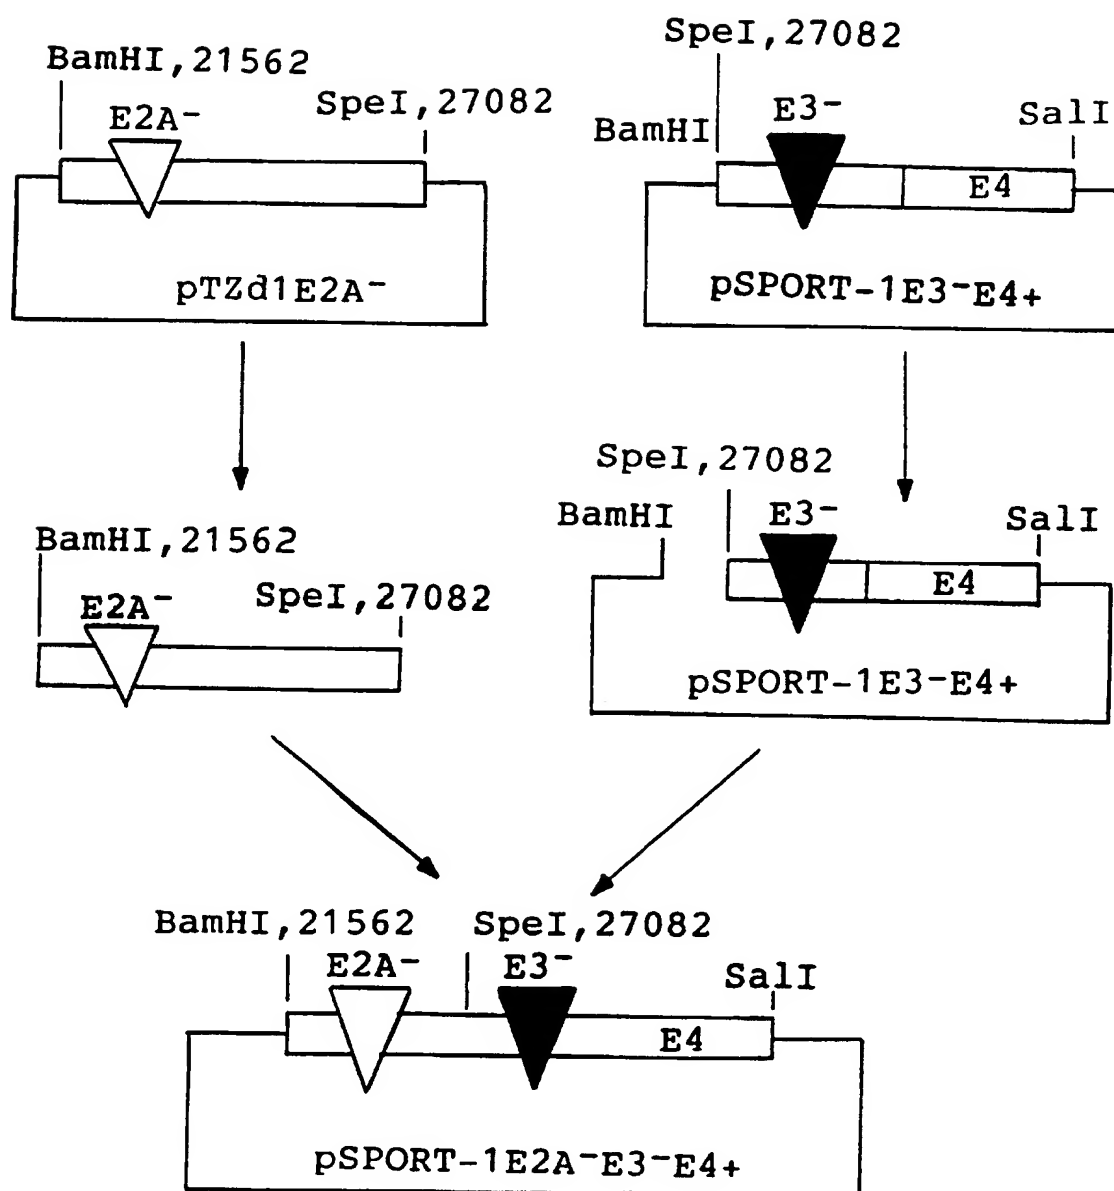 BamHI,21562
E2A⁻
SpeI,27082
pTZd1E2A⁻
SpeI,27082
BamHI
E3⁻
SalI
E4
pSPORT-1E3⁻E4+
BamHI,21562
E2A⁻
SpeI,27082
SpeI,27082
BamHI
E3⁻
SalI
E4
pSPORT-1E3⁻E4+
BamHI,21562
SpeI,27082
E2A⁻
E3⁻
SalI
E4
pSPORT-1E2A⁻E3⁻E4+